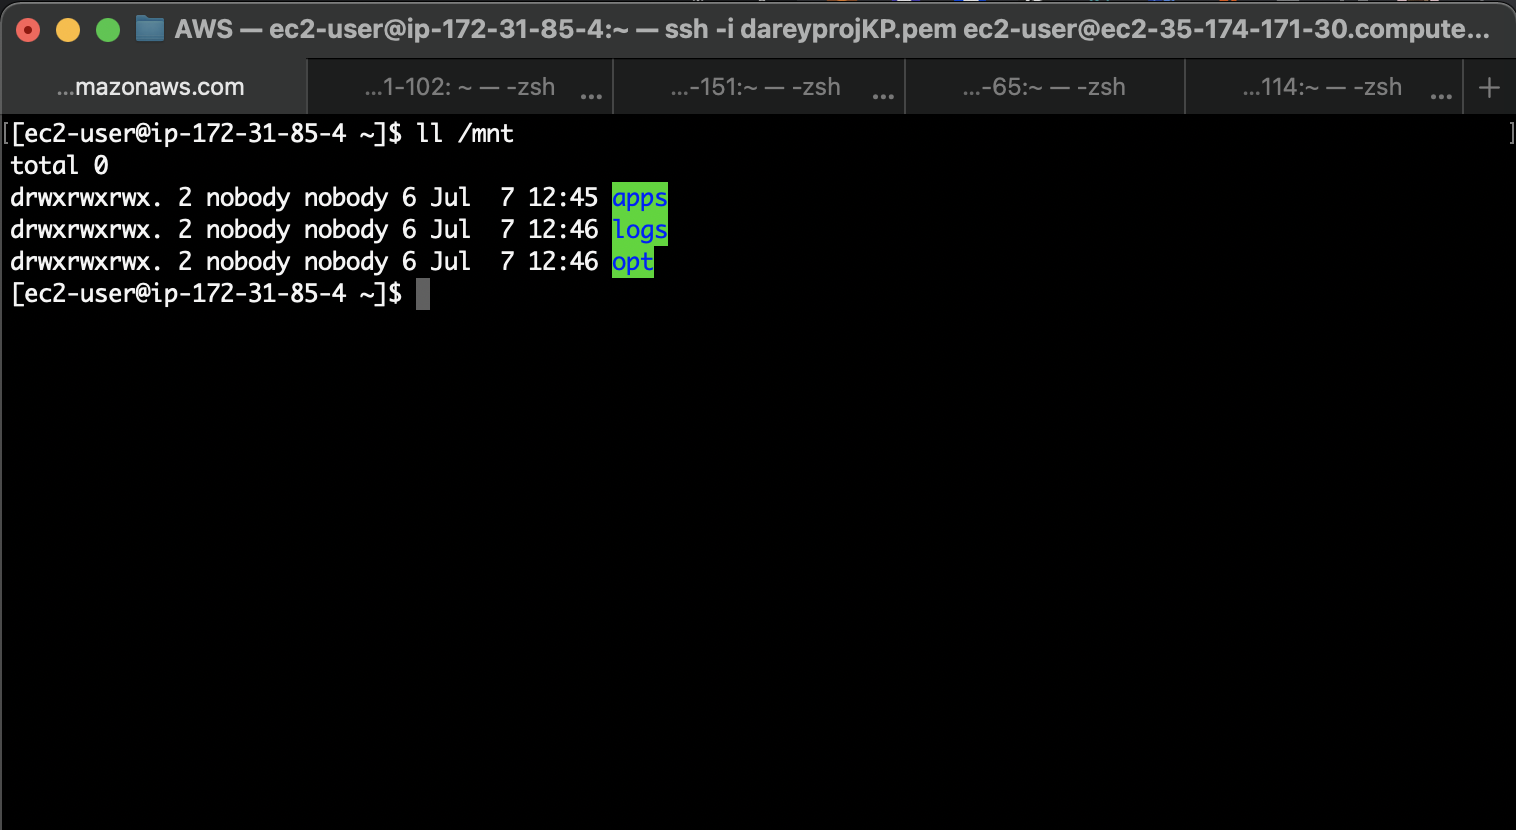 AWS — ec2-user@ip-172-31-85-4:~ — ssh -i dareyprojKP.pem ec2-user@ec2-35-174-171-30.compute...
...mazonaws.com ...1-102: ~ — -zsh ... ...-151:~ — -zsh ... ...-65:~ — -zsh ...114:~ — -zsh ... +
[[ec2-user@ip-172-31-85-4 ~]$ ll /mnt ]
total 0
drwxrwxrwx. 2 nobody nobody 6 Jul  7 12:45 apps
drwxrwxrwx. 2 nobody nobody 6 Jul  7 12:46 logs
drwxrwxrwx. 2 nobody nobody 6 Jul  7 12:46 opt
[ec2-user@ip-172-31-85-4 ~]$